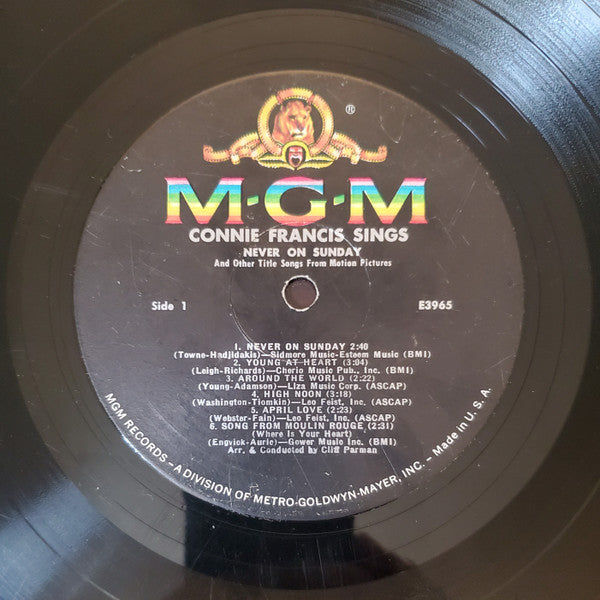 ®
M·G·M
CONNIE FRANCIS SINGS
NEVER ON SUNDAY
And Other Title Songs From Motion Pictures
Side 1 E3965
1. NEVER ON SUNDAY 2:40
(Towne-Hadjidakis)—Sidmore Music-Esteem Music (BMI)
2. YOUNG AT HEART (3:04)
(Leigh-Richards)—Cherio Music Pub., Inc. (BMI)
3. AROUND THE WORLD (2:22)
(Young-Adamson)—Liza Music Corp. (ASCAP)
4. HIGH NOON (3:18)
(Washington-Tiomkin)—Leo Feist, Inc. (ASCAP)
5. APRIL LOVE (2:23)
(Webster-Fain)—Leo Feist, Inc. (ASCAP)
6. SONG FROM MOULIN ROUGE (2:31)
(Where Is Your Heart)
(Engvick-Auric)—Gower Music Inc. (BMI)
Arr. & Conducted by Cliff Parman
MGM RECORDS—A DIVISION OF METRO-GOLDWYN-MAYER, INC.—Made in U.S.A.